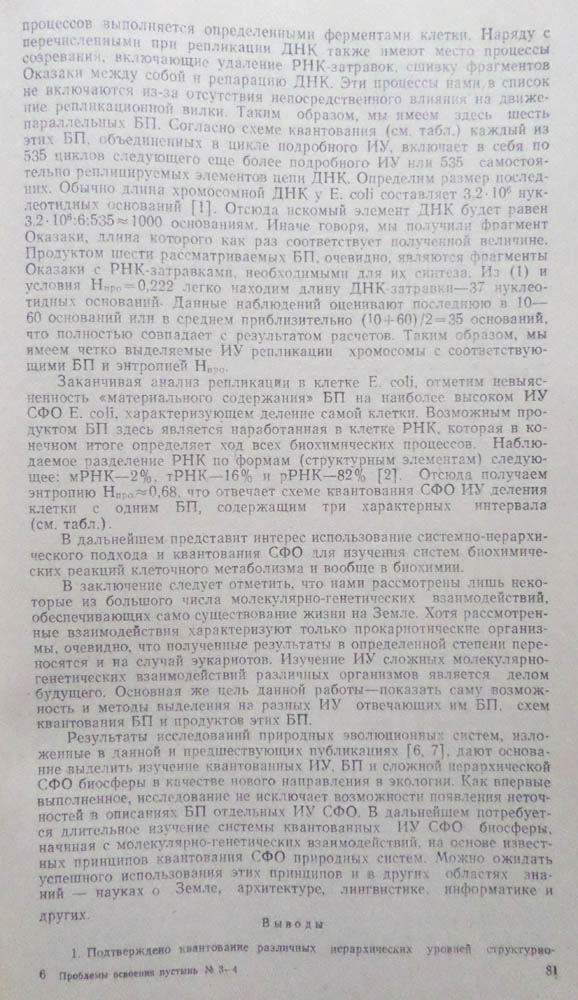 процессов выполняется определенными ферментами клетки. Наряду с
перечисленными при репликации ДНК также имеют место процессы
созревания, включающие удаление РНК-затравок, сшивку фрагментов
Оказаки между собой и репарацию ДНК. Эти процессы нами в список
не включаются из-за отсутствия непосредственного влияния на движе-
ние репликационной вилки. Таким образом, мы имеем здесь шесть
параллельных БП. Согласно схеме квантования (см. табл.) каждый из
этих БП, объединенных в цикле подробного ИУ, включает в себя по
535 циклов следующего еще более подробного ИУ или 535 самостоя-
тельно реплицируемых элементов цепи ДНК. Определим размер послед-
них. Обычно длина хромосомной ДНК у E. coli составляет 3,2·10⁶ нук-
леотидных оснований [1]. Отсюда искомый элемент ДНК будет равен
3,2·10⁶:6:535≈1000 основаниям. Иначе говоря, мы получили фрагмент
Оказаки, длина которого как раз соответствует полученной величине.
Продуктом шести рассматриваемых БП, очевидно, являются фрагменты
Оказаки с РНК-затравками, необходимыми для их синтеза. Из (1) и
условия Нпро=0,222 легко находим длину ДНК-затравки—37 нуклео-
тидных оснований. Данные наблюдений оценивают последнюю в 10—
60 оснований или в среднем приблизительно (10+60)/2=35 оснований,
что полностью совпадает с результатом расчетов. Таким образом, мы
имеем четко выделяемые ИУ репликации хромосомы с соответствую-
щими БП и энтропией Нпро.
Заканчивая анализ репликации в клетке E. coli, отметим невыяс-
ненность «материального содержания» БП на наиболее высоком ИУ
СФО E. coli, характеризующем деление самой клетки. Возможным про-
дуктом БП здесь является наработанная в клетке РНК, которая в ко-
нечном итоге определяет ход всех биохимических процессов. Наблю-
даемое разделение РНК по формам (структурным элементам) следую-
щее: мРНК—2%, тРНК—16% и рРНК—82% [2]. Отсюда получаем
энтропию Нпро≈0,68, что отвечает схеме квантования СФО ИУ деления
клетки с одним БП, содержащим три характерных интервала
(см. табл.).
В дальнейшем представит интерес использование системно-иерархи-
ческого подхода и квантования СФО для изучения систем биохимичес-
ких реакций клеточного метаболизма и вообще в биохимии.
В заключение следует отметить, что нами рассмотрены лишь неко-
торые из большого числа молекулярно-генетических взаимодействий,
обеспечивающих само существование жизни на Земле. Хотя рассмотрен-
ные взаимодействия характеризуют только прокариотические организ-
мы, очевидно, что полученные результаты в определенной степени пере-
носятся и на случай эукариотов. Изучение ИУ сложных молекулярно-
генетических взаимодействий различных организмов является делом
будущего. Основная же цель данной работы—показать саму возмож-
ность и методы выделения на разных ИУ отвечающих им БП, схем
квантования БП и продуктов этих БП.
Результаты исследований природных эволюционных систем, изло-
женные в данной и предшествующих публикациях [6, 7], дают основа-
ние выделить изучение квантованных ИУ, БП и сложной иерархической
СФО биосферы в качестве нового направления в экологии. Как впервые
выполненное, исследование не исключает возможности появления неточ-
ностей в описаниях БП отдельных ИУ СФО. В дальнейшем потребует-
ся длительное изучение системы квантованных ИУ СФО биосферы,
начиная с молекулярно-генетических взаимодействий, на основе извест-
ных принципов квантования СФО природных систем. Можно ожидать
успешного использования этих принципов и в других областях зна-
ний — науках о Земле, архитектуре, лингвистике, информатике и
других.
Выводы
1. Подтверждено квантование различных иерархических уровней структурно-
6 Проблемы освоения пустынь № 3—4 81